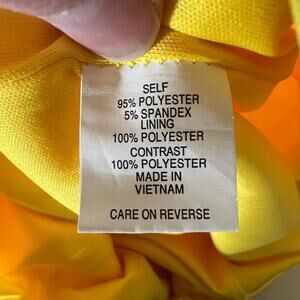 SELF
95% POLYESTER
5% SPANDEX
LINING
100% POLYESTER
CONTRAST
100% POLYESTER
MADE IN
VIETNAM
CARE ON REVERSE